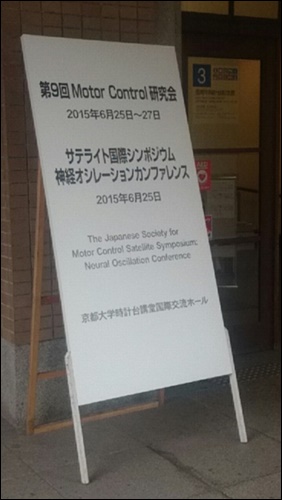 第9回 Motor Control 研究会
2015年6月25日～27日
サテライト国際シンポジウム
神経オシレーションカンファレンス
2015年6月25日
The Japanese Society for
Motor Control Satellite Symposium:
Neural Oscillation Conference
京都大学時計台講堂国際交流ホール
3